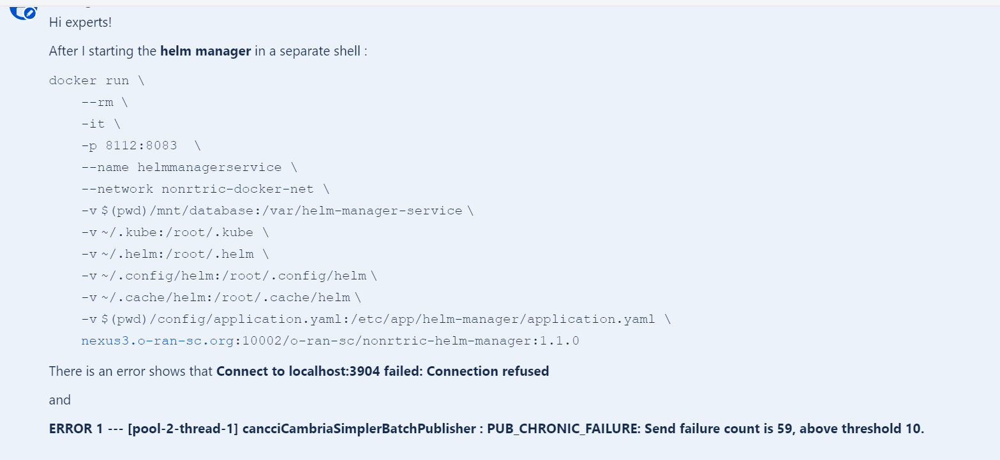 Hi experts!
After I starting the helm manager in a separate shell :
docker run \
--rm \
-it \
-p 8112:8083  \
--name helmmanagerservice \
--network nonrtric-docker-net \
-v $(pwd)/mnt/database:/var/helm-manager-service \
-v ~/.kube:/root/.kube \
-v ~/.helm:/root/.helm \
-v ~/.config/helm:/root/.config/helm \
-v ~/.cache/helm:/root/.cache/helm \
-v $(pwd)/config/application.yaml:/etc/app/helm-manager/application.yaml \
nexus3.o-ran-sc.org:10002/o-ran-sc/nonrtric-helm-manager:1.1.0
There is an error shows that Connect to localhost:3904 failed: Connection refused
and
ERROR 1 --- [pool-2-thread-1] cancciCambriaSimplerBatchPublisher : PUB_CHRONIC_FAILURE: Send failure count is 59, above threshold 10.